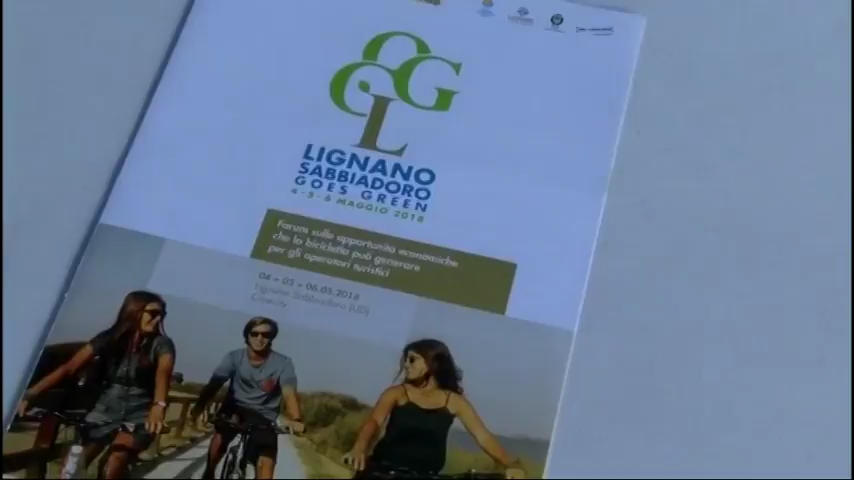 LIGNANO
SABBIADORO
GOES GREEN
4-5-6 MAGGIO 2018
Forum sulle opportunità economiche
che la bicicletta può generare
per gli operatori turistici
04 + 05 + 06.05.2018
Lignano Sabbiadoro (UD)